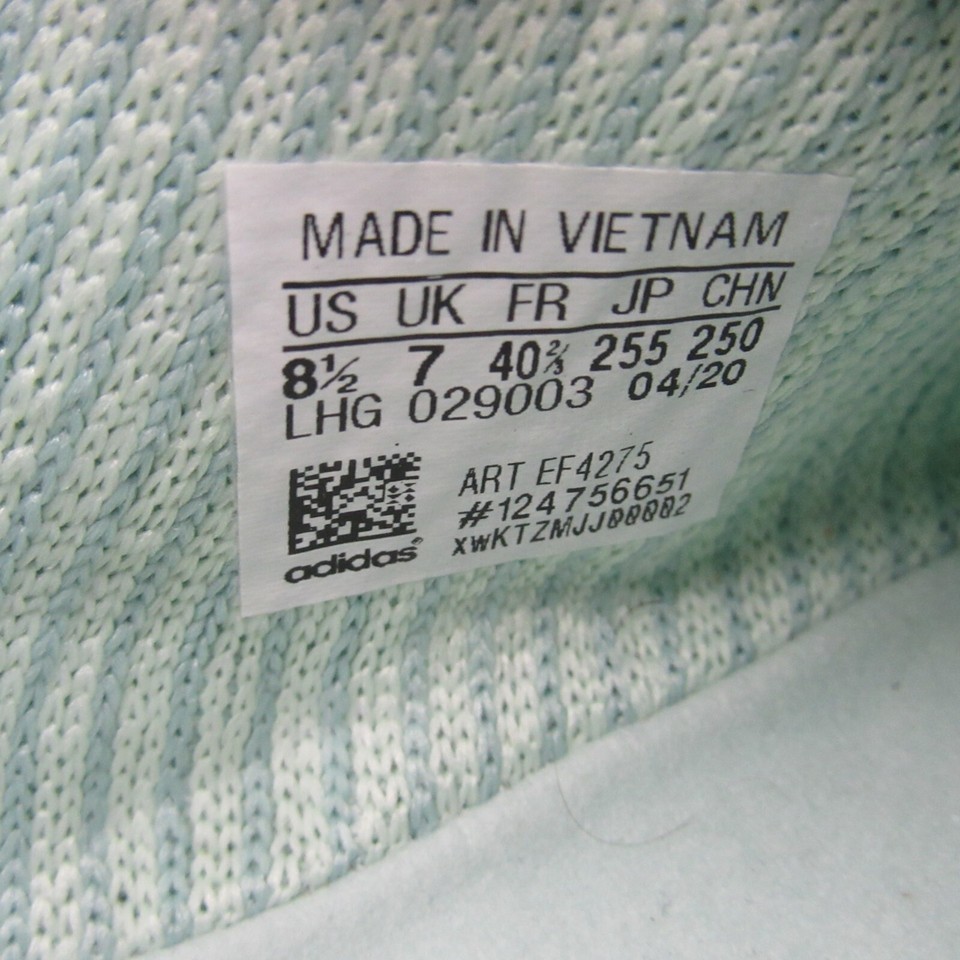 MADE IN VIETNAM
US UK FR JP CHN
8½ 7 40⅔ 255 250
LHG 029003 04/20
ART EF4275
#124756651
xwKTZMJJ00002
adidas®